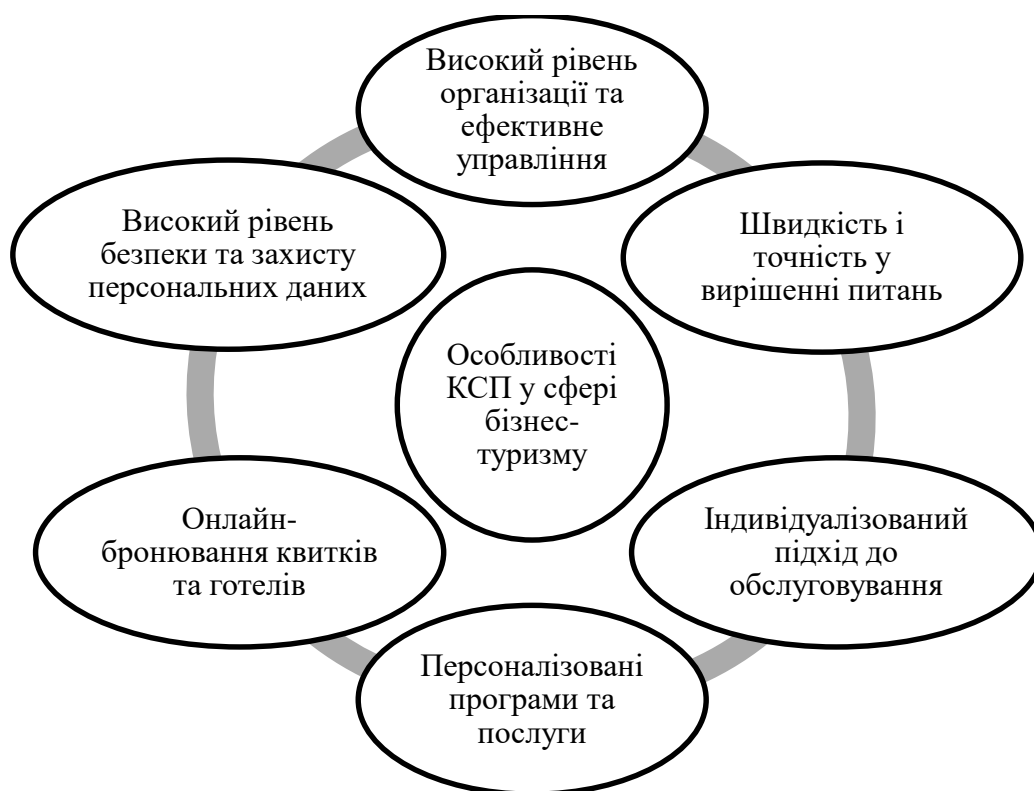 Високий рівень
організації та
ефективне
управління
Швидкість і
точність у
вирішенні питань
Індивідуалізований
підхід до
обслуговування
Персоналізовані
програми та
послуги
Онлайн-
бронювання квитків
та готелів
Високий рівень
безпеки та захисту
персональних даних
Особливості
КСП у сфері
бізнес-
туризму